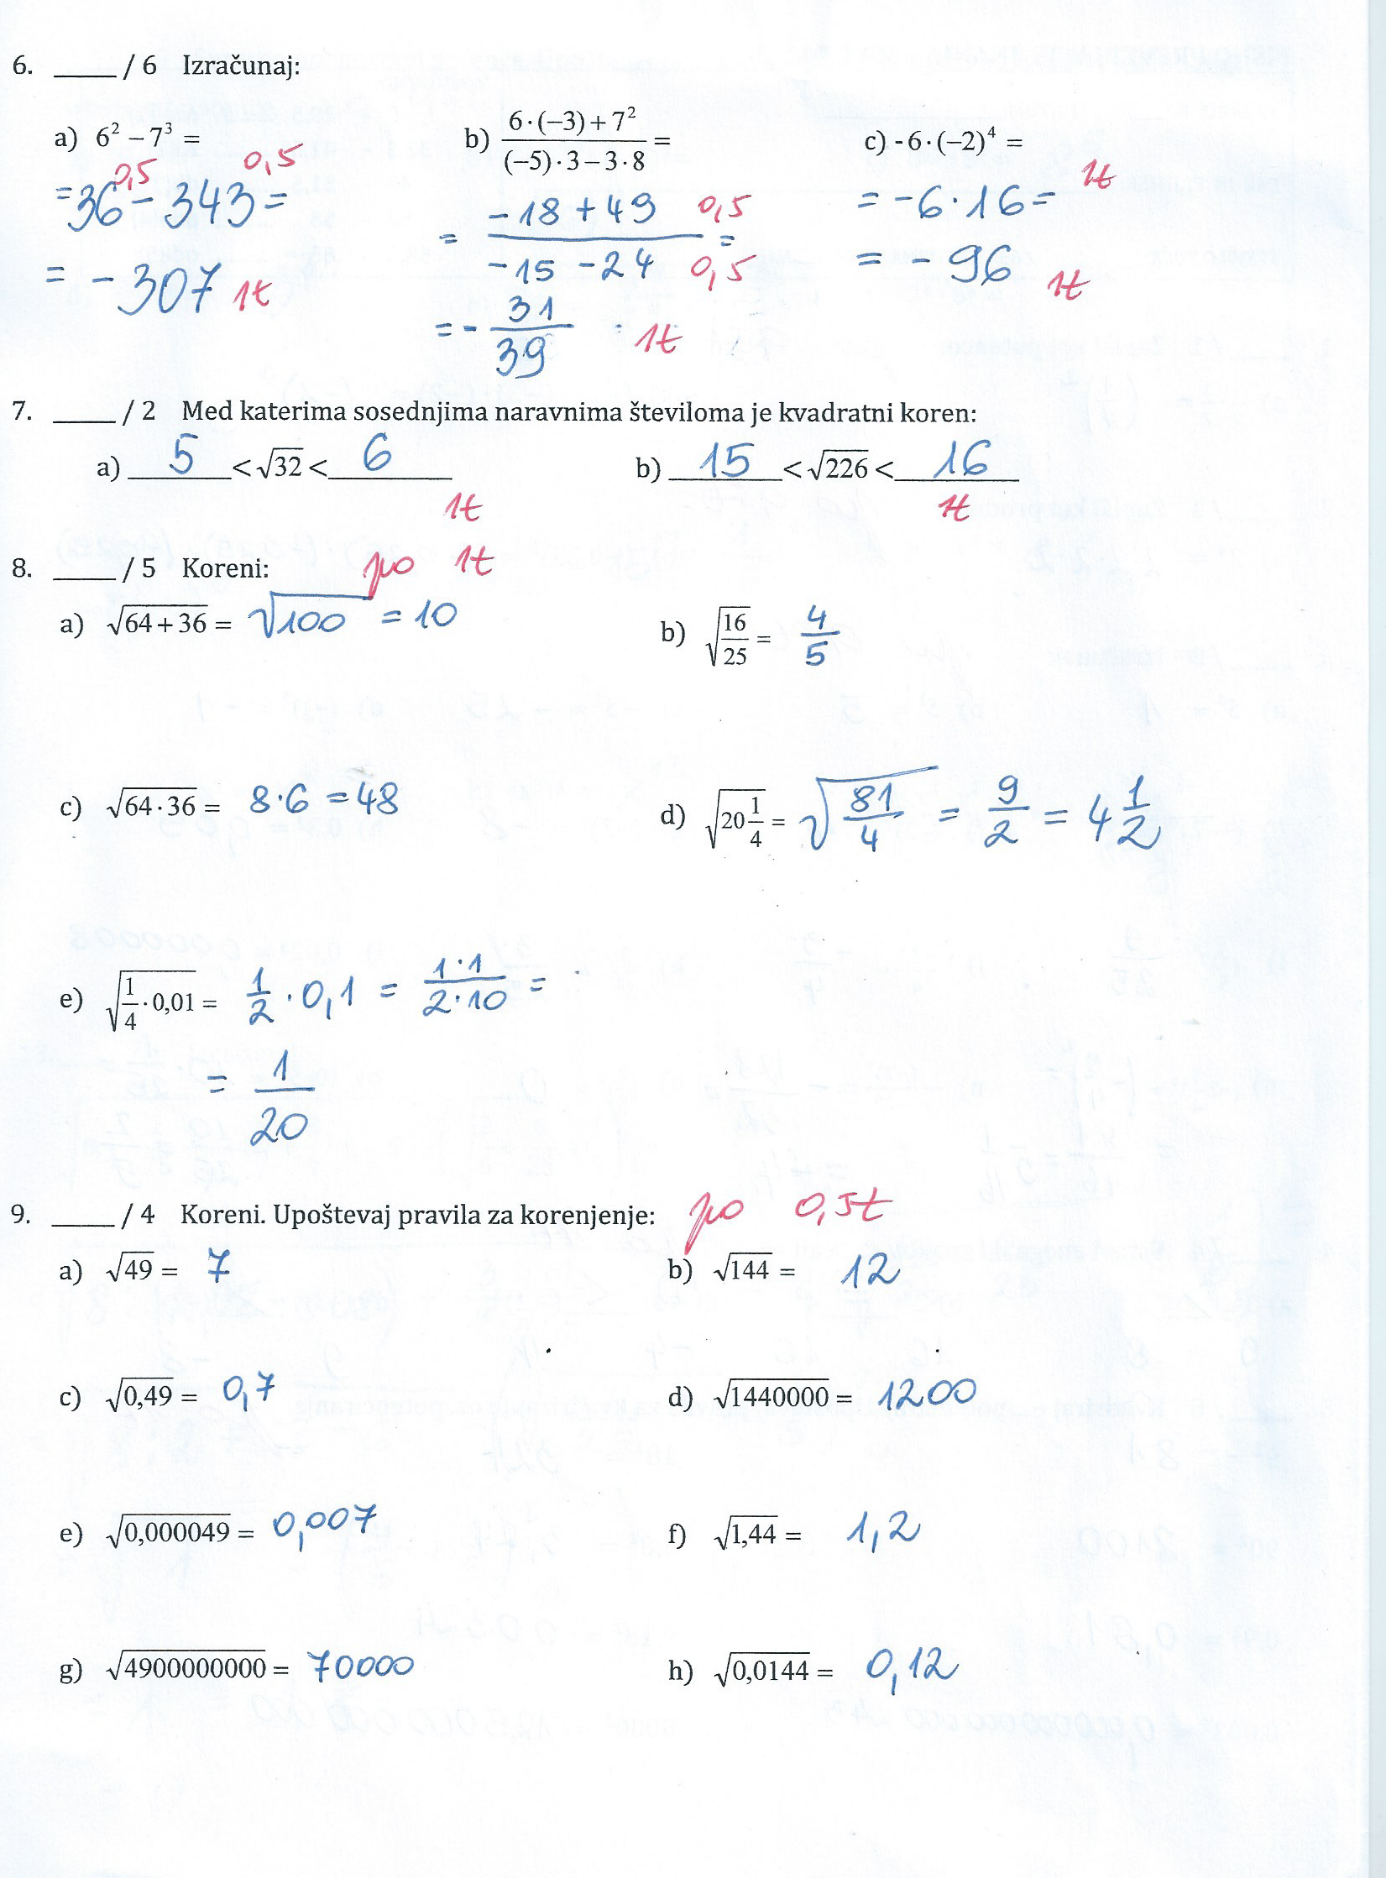 6. _____ / 6 Izračunaj:
a) 6² − 7³ =
0,5 0,5
= 36 − 343 =
= − 307 1t
b) (6·(−3)+7²)/((−5)·3−3·8) =
= (−18+49)/(−15−24) = 0,5 0,5
= − 31/39 1t
c) -6·(−2)⁴ =
= −6·16 = 1t
= − 96 1t
7. _____ / 2 Med katerima sosednjima naravnima številoma je kvadratni koren:
a) 5 < √32 < 6 b) 15 < √226 < 16
1t 1t
8. _____ / 5 Koreni: po 1t
a) √(64+36) = √100 = 10 b) √(16/25) = 4/5
c) √(64·36) = 8·6 = 48 d) √(20 1/4) = √(81/4) = 9/2 = 4 1/2
e) √(1/4·0,01) = 1/2 · 0,1 = (1·1)/(2·10) =
= 1/20
9. _____ / 4 Koreni. Upoštevaj pravila za korenjenje: po 0,5t
a) √49 = 7 b) √144 = 12
c) √0,49 = 0,7 d) √1440000 = 1200
e) √0,000049 = 0,007 f) √1,44 = 1,2
g) √4900000000 = 70000 h) √0,0144 = 0,12